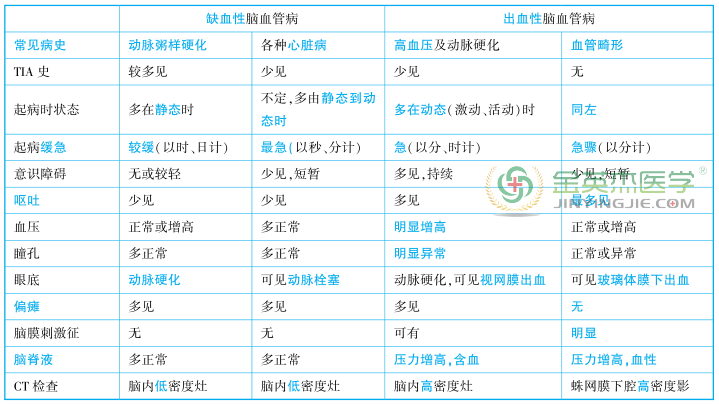 缺血性脑血管病 出血性脑血管病
常见病史 动脉粥样硬化 各种心脏病 高血压及动脉硬化 血管畸形
TIA 史 较多见 少见 少见 无
起病时状态 多在静态时 不定,多由静态到动态时 多在动态(激动、活动)时 同左
起病缓急 较缓(以时、日计) 最急(以秒、分计) 急(以分、时计) 急骤(以分计)
意识障碍 无或较轻 少见,短暂 多见,持续 少见,短暂
呕吐 少见 少见 多见 最多见
血压 正常或增高 多正常 明显增高 正常或增高
瞳孔 多正常 多正常 明显异常 正常或异常
眼底 动脉硬化 可见动脉栓塞 动脉硬化,可见视网膜出血 可见玻璃体膜下出血
偏瘫 多见 多见 多见 无
脑膜刺激征 无 无 可有 明显
脑脊液 多正常 多正常 压力增高,含血 压力增高,血性
CT 检查 脑内低密度灶 脑内低密度灶 脑内高密度灶 蛛网膜下腔高密度影
金英杰医学®
JINYINGJIE.COM